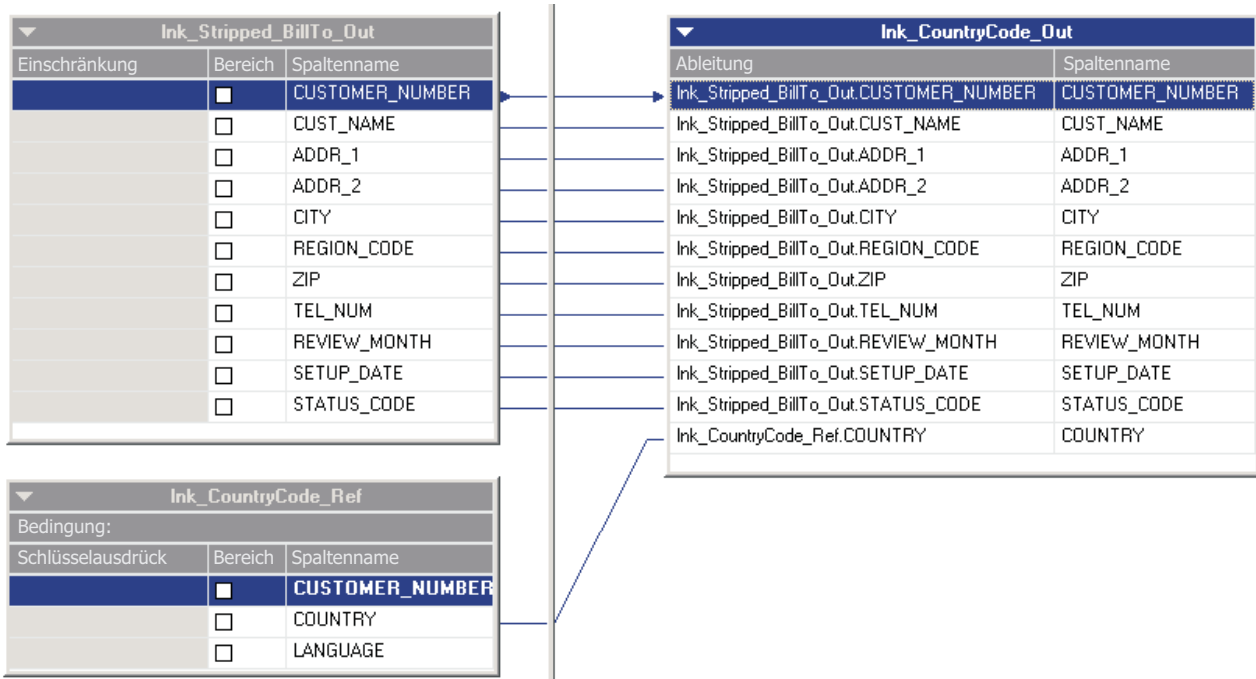 lnk_Stripped_BillTo_Out
Einschränkung Bereich Spaltenname
CUSTOMER_NUMBER
CUST_NAME
ADDR_1
ADDR_2
CITY
REGION_CODE
ZIP
TEL_NUM
REVIEW_MONTH
SETUP_DATE
STATUS_CODE
lnk_CountryCode_Ref
Bedingung:
Schlüsselausdrück Bereich Spaltenname
CUSTOMER_NUMBER
COUNTRY
LANGUAGE
lnk_CountryCode_Out
Ableitung Spaltenname
lnk_Stripped_BillTo_Out.CUSTOMER_NUMBER CUSTOMER_NUMBER
lnk_Stripped_BillTo_Out.CUST_NAME CUST_NAME
lnk_Stripped_BillTo_Out.ADDR_1 ADDR_1
lnk_Stripped_BillTo_Out.ADDR_2 ADDR_2
lnk_Stripped_BillTo_Out.CITY CITY
lnk_Stripped_BillTo_Out.REGION_CODE REGION_CODE
lnk_Stripped_BillTo_Out.ZIP ZIP
lnk_Stripped_BillTo_Out.TEL_NUM TEL_NUM
lnk_Stripped_BillTo_Out.REVIEW_MONTH REVIEW_MONTH
lnk_Stripped_BillTo_Out.SETUP_DATE SETUP_DATE
lnk_Stripped_BillTo_Out.STATUS_CODE STATUS_CODE
lnk_CountryCode_Ref.COUNTRY COUNTRY